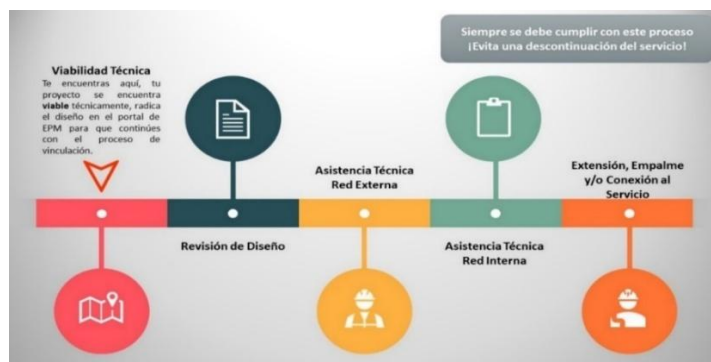 Siempre se debe cumplir con este proceso
¡Evita una descontinuación del servicio!
Viabilidad Técnica
Te encuentras aquí, tu
proyecto se encuentra
viable técnicamente, radica
el diseño en el portal de
EPM para que continúes
con el proceso de
vinculación.
Revisión de Diseño
Asistencia Técnica
Red Externa
Asistencia Técnica
Red Interna
Extensión, Empalme
y/o Conexión al
Servicio